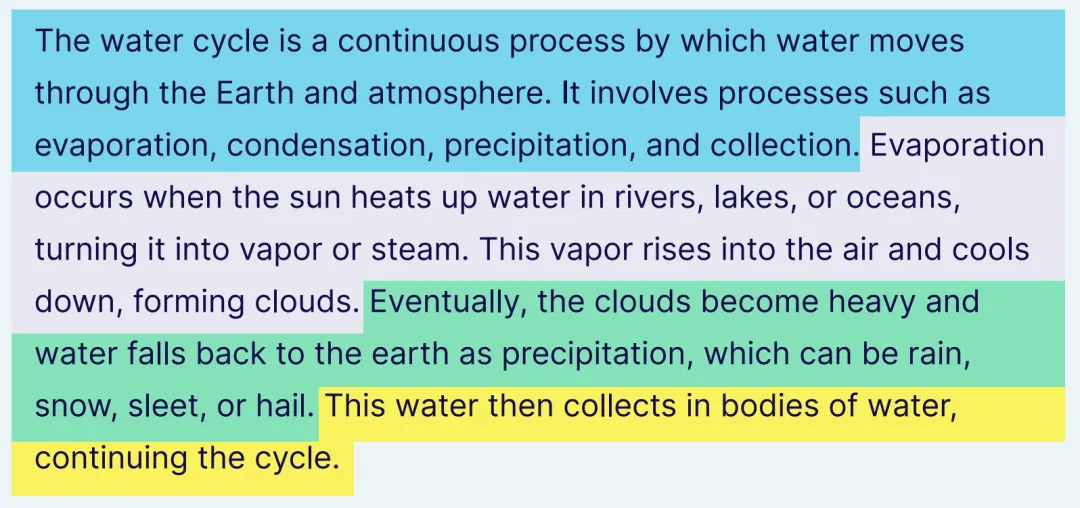 The water cycle is a continuous process by which water moves
through the Earth and atmosphere. It involves processes such as
evaporation, condensation, precipitation, and collection. Evaporation
occurs when the sun heats up water in rivers, lakes, or oceans,
turning it into vapor or steam. This vapor rises into the air and cools
down, forming clouds. Eventually, the clouds become heavy and
water falls back to the earth as precipitation, which can be rain,
snow, sleet, or hail. This water then collects in bodies of water,
continuing the cycle.